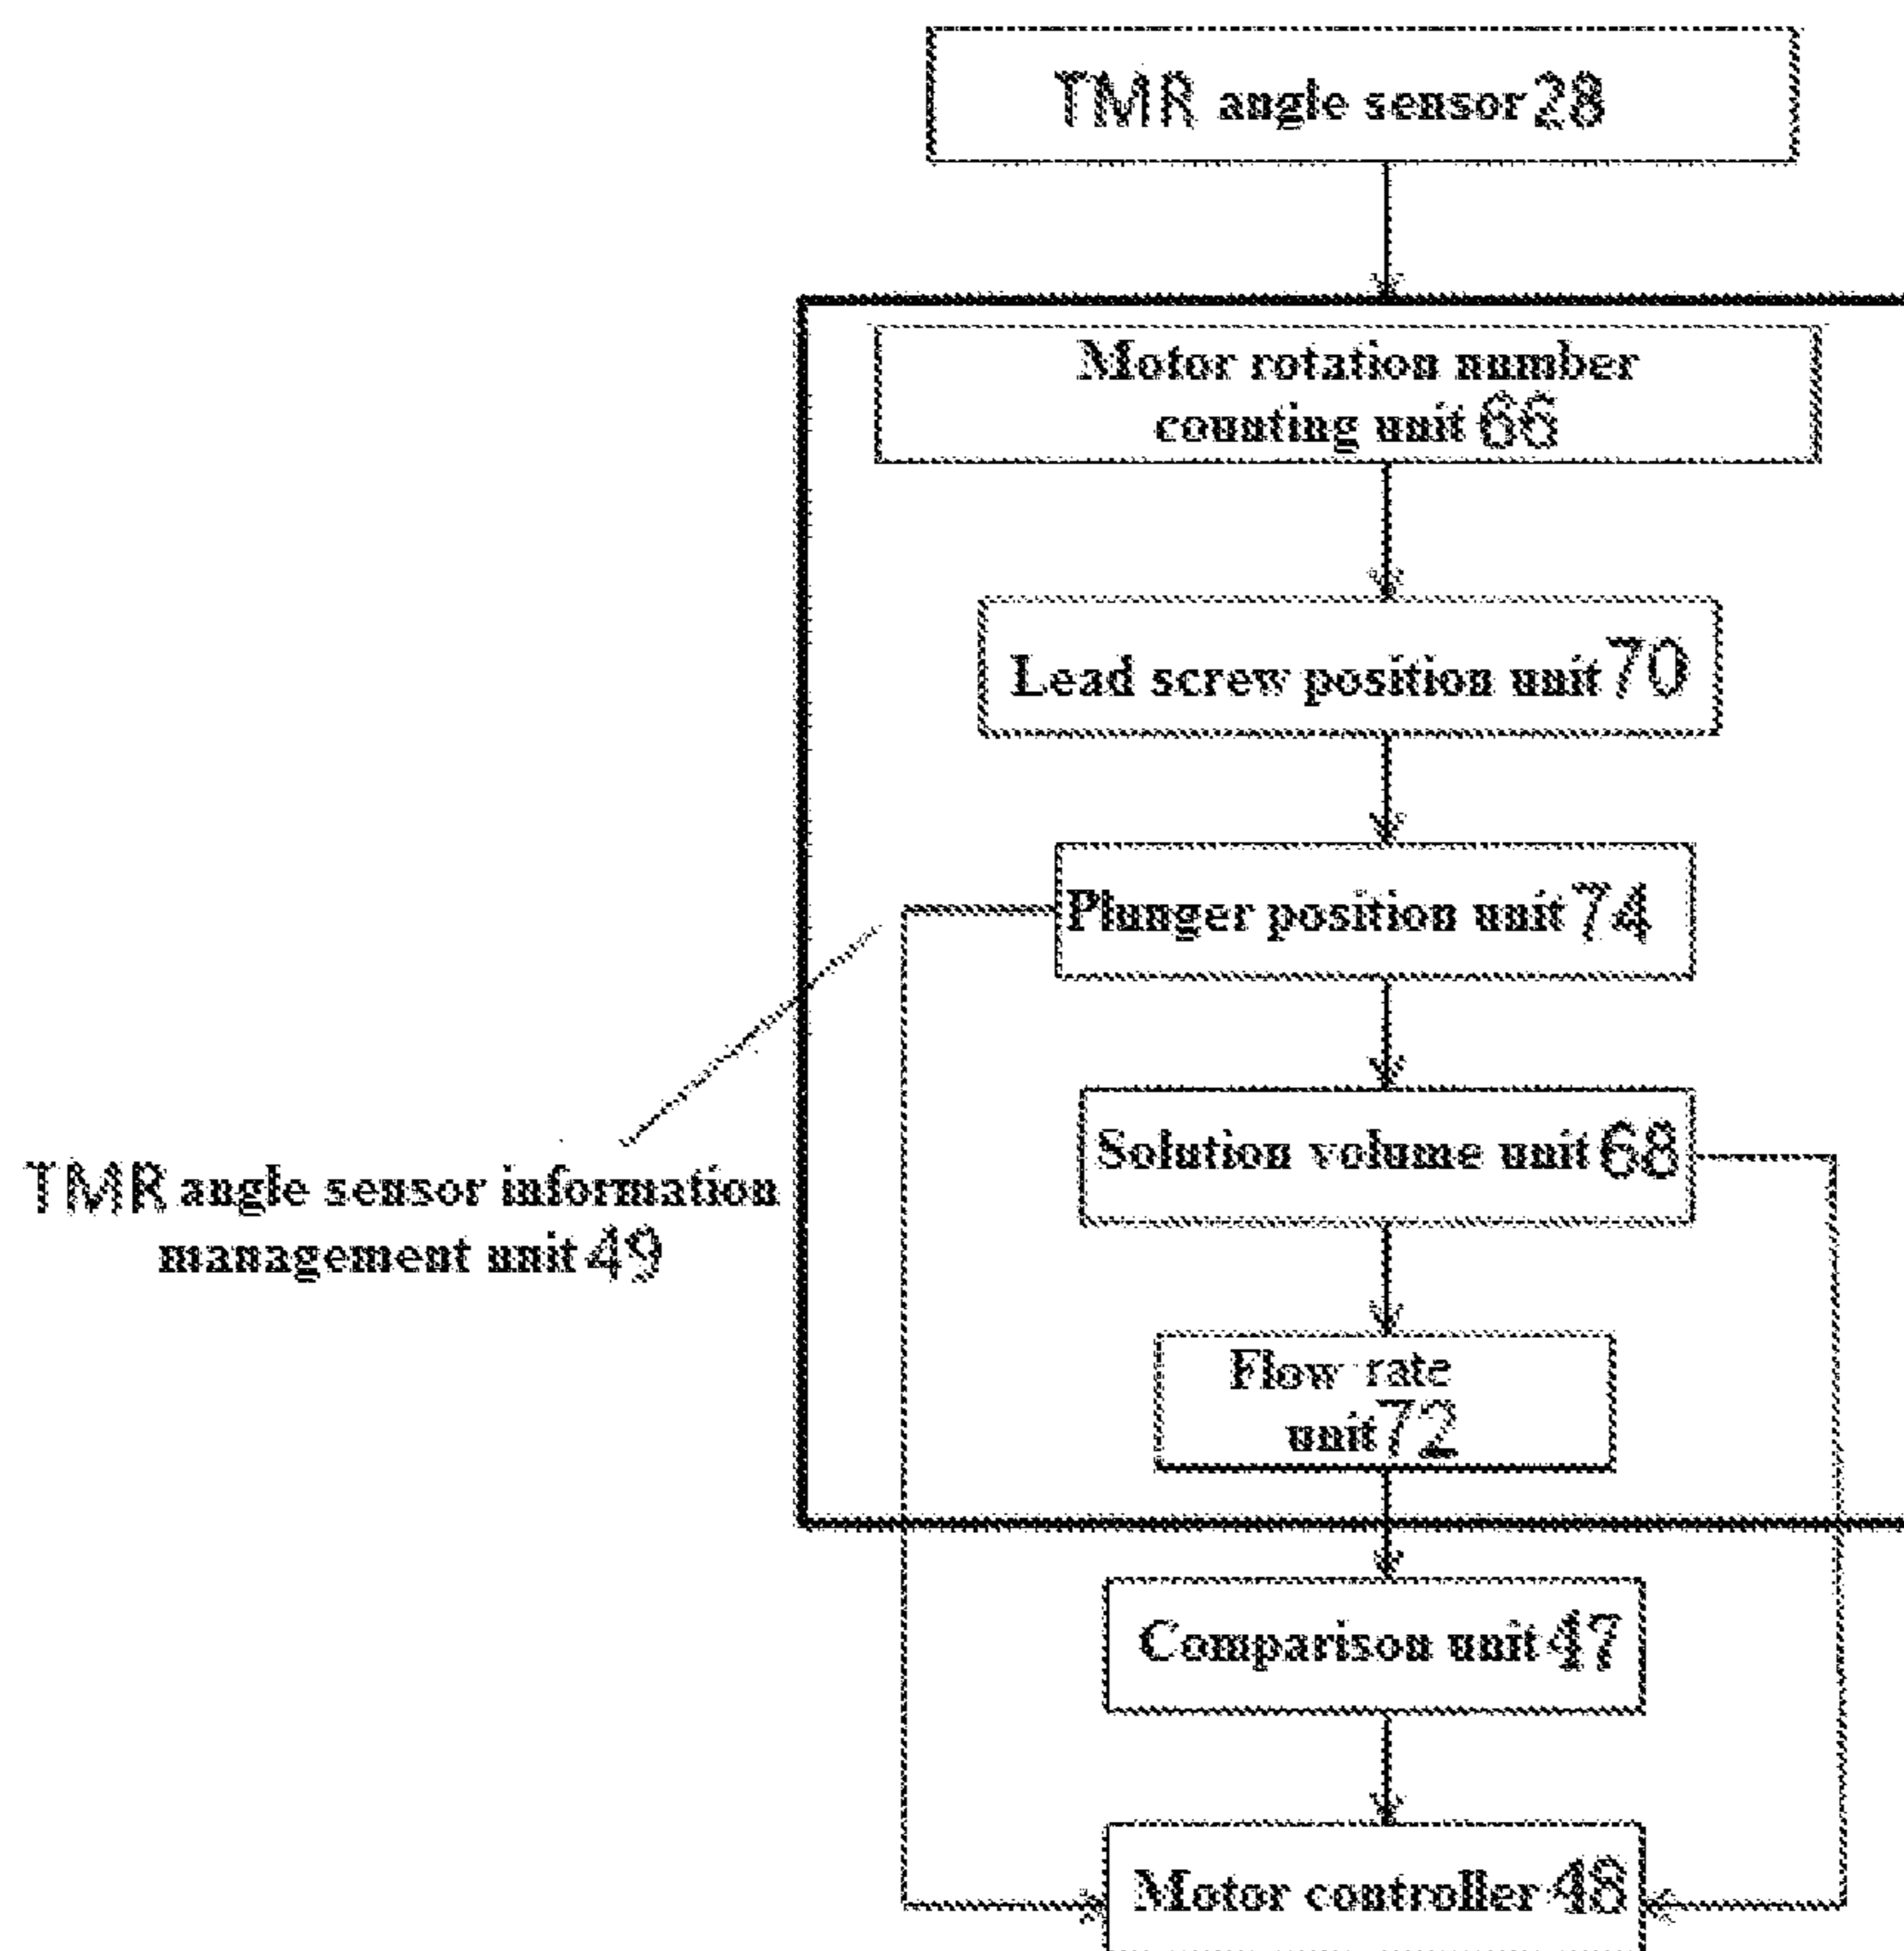 TMR angle sensor 28
Motor rotation number
counting unit 66
Lead screw position unit 70
Plunger position unit 74
Solution volume unit 68
TMR angle sensor information
management unit 49
Flow rate
unit 72
Comparison unit 47
Motor controller 48